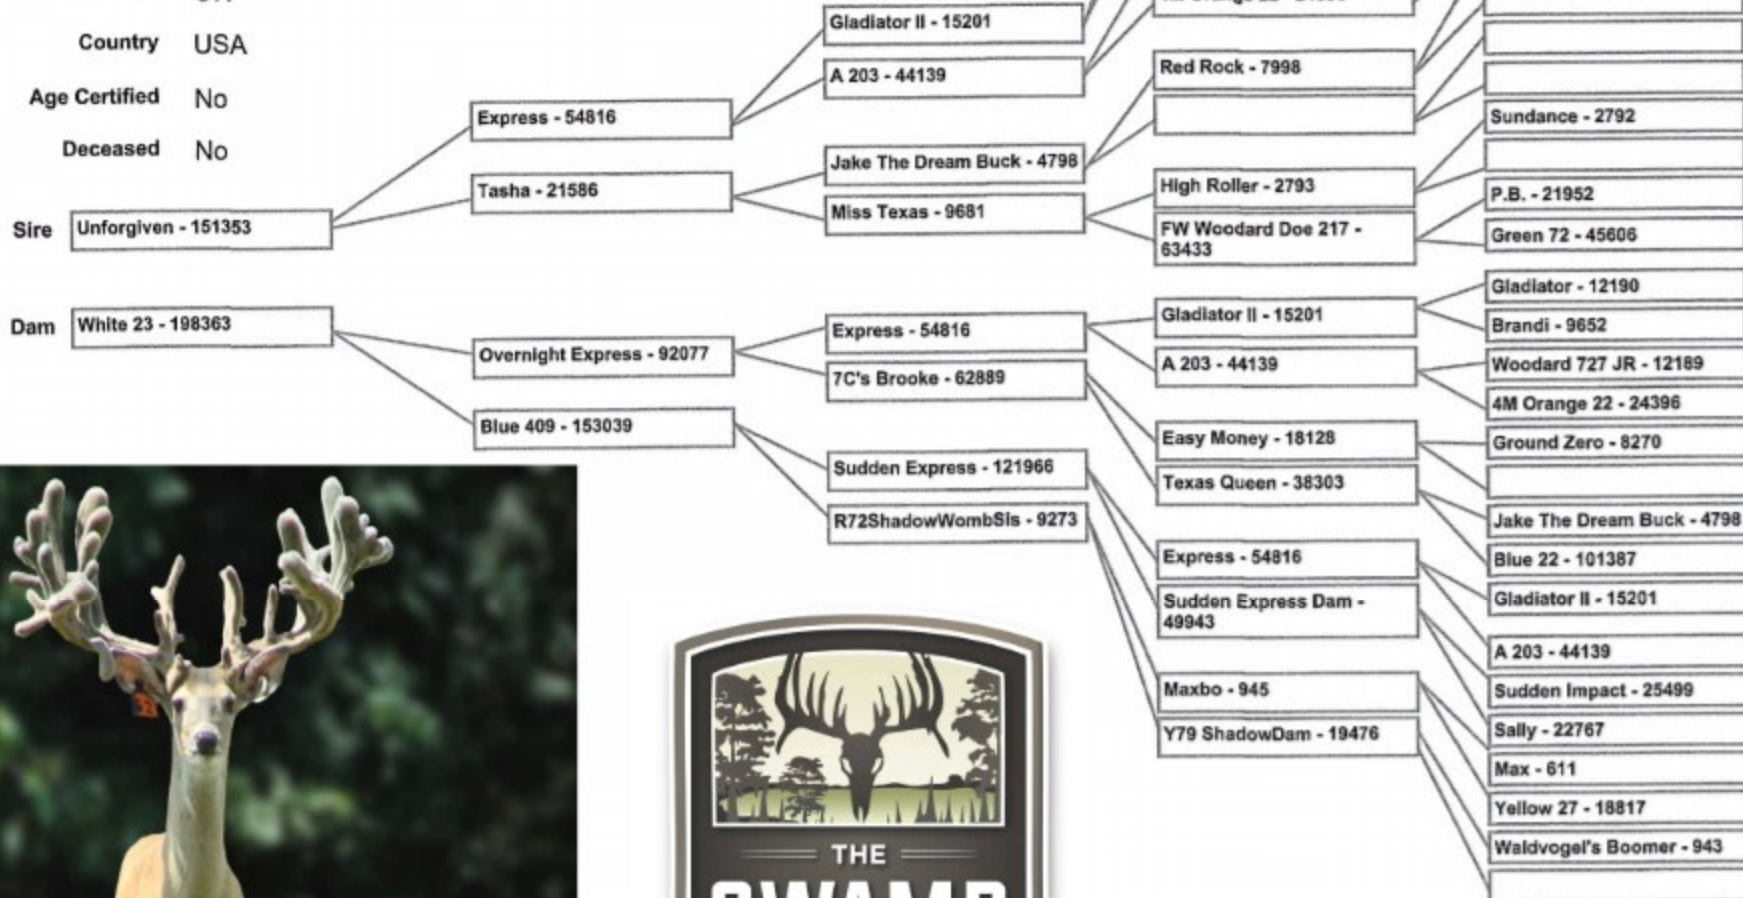 Country USA
Age Certified No
Deceased No
Sire Unforgiven - 151353
Dam White 23 - 198363
Express - 54816
Tasha - 21586
Overnight Express - 92077
Blue 409 - 153039
Gladiator II - 15201
A 203 - 44139
Jake The Dream Buck - 4798
Miss Texas - 9681
Express - 54816
7C's Brooke - 62889
Sudden Express - 121966
R72ShadowWombSis - 9273
Red Rock - 7998
High Roller - 2793
FW Woodard Doe 217 -
63433
Gladiator II - 15201
A 203 - 44139
Easy Money - 18128
Texas Queen - 38303
Express - 54816
Sudden Express Dam -
49943
Maxbo - 945
Y79 ShadowDam - 19476
Sundance - 2792
P.B. - 21952
Green 72 - 45606
Gladiator - 12190
Brandi - 9652
Woodard 727 JR - 12189
4M Orange 22 - 24396
Ground Zero - 8270
Jake The Dream Buck - 4798
Blue 22 - 101387
Gladiator II - 15201
A 203 - 44139
Sudden Impact - 25499
Sally - 22767
Max - 611
Yellow 27 - 18817
Waldvogel's Boomer - 943
THE
SWAMP